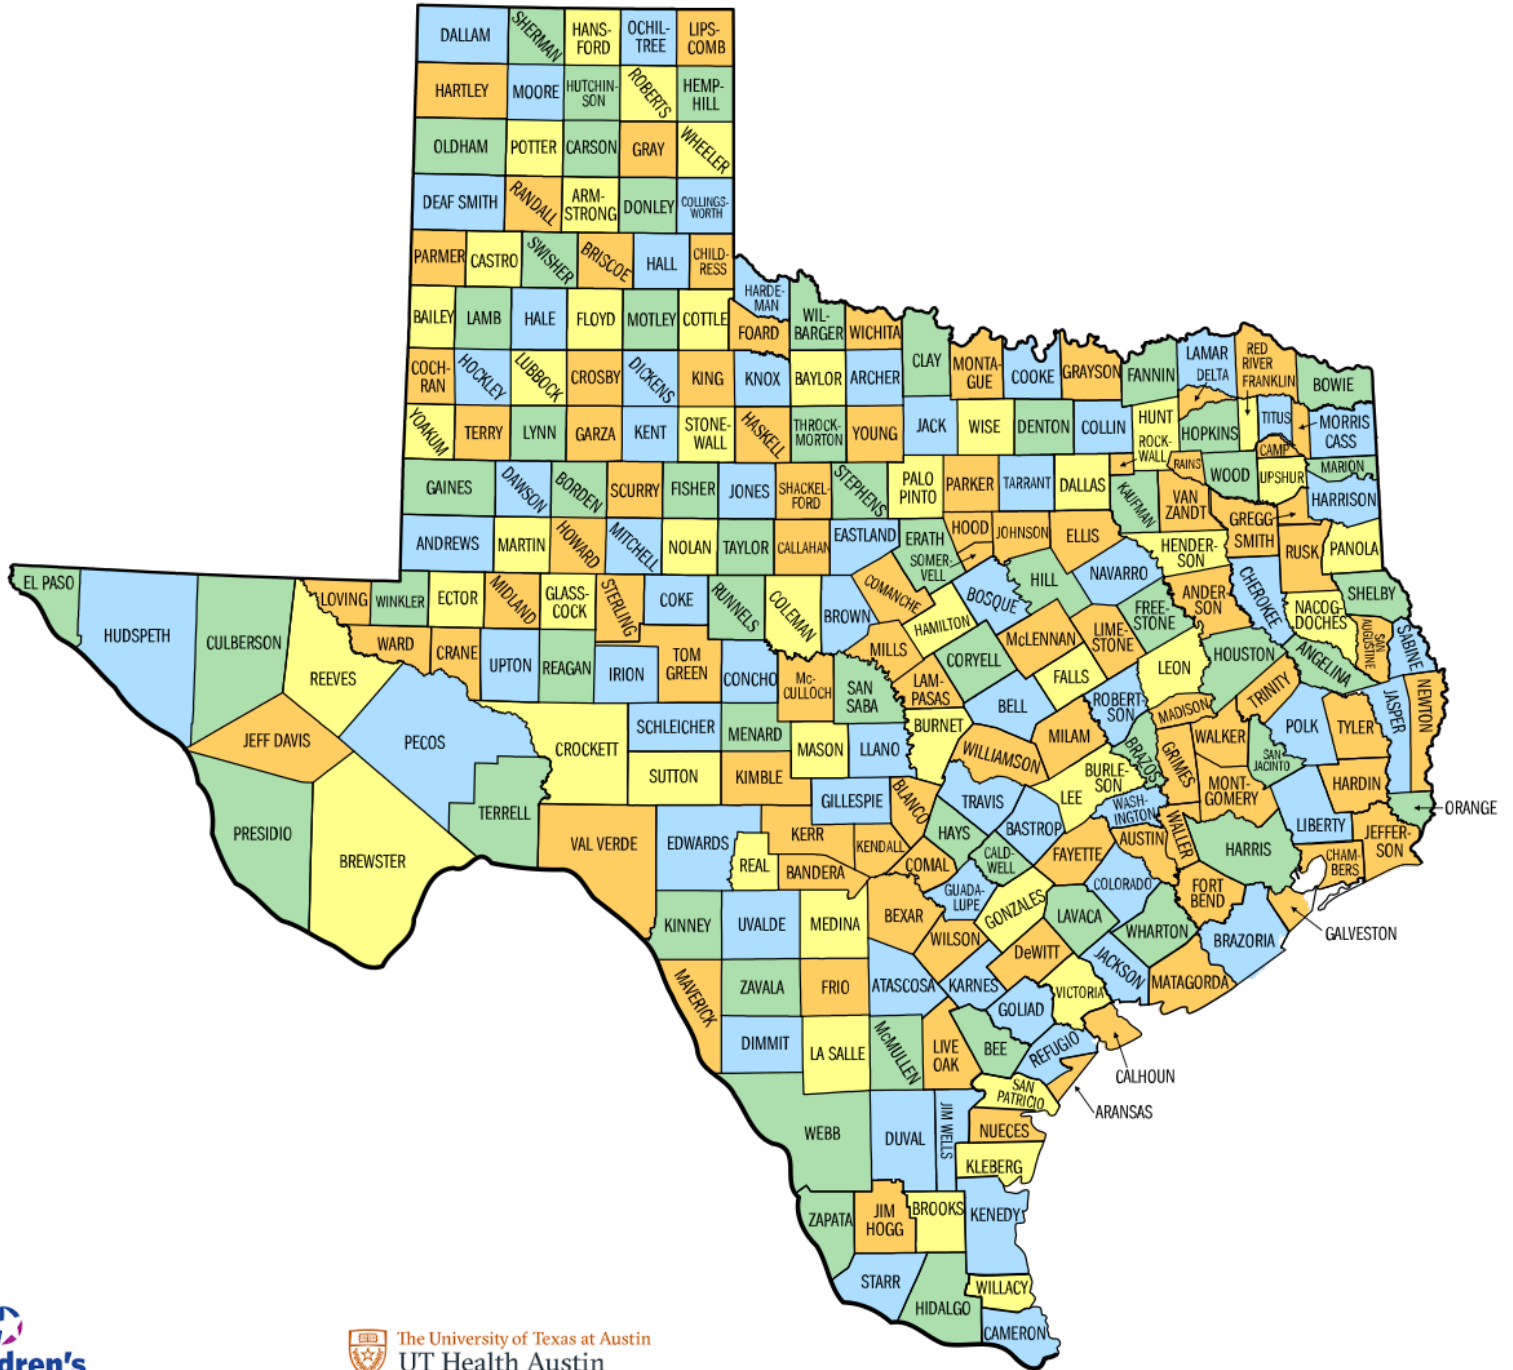 DALLAM
SHERMAN
HANS-
FORD
OCHIL-
TREE
LIPS-
COMB
HARTLEY
MOORE
HUTCHIN-
SON
ROBERTS
HEMP-
HILL
OLDHAM
POTTER
CARSON
GRAY
WHEELER
DEAF SMITH
RANDALL
ARM-
STRONG
DONLEY
COLLINGS-
WORTH
PARMER
CASTRO
SWISHER
BRISCOE
HALL
CHILD-
RESS
HARDE-
MAN
BAILEY
LAMB
HALE
FLOYD
MOTLEY
COTTLE
FOARD
WIL-
BARGER
WICHITA
CLAY
MONTA-
GUE
COOKE
GRAYSON
FANNIN
LAMAR
DELTA
RED
RIVER
FRANKLIN
BOWIE
COCH-
RAN
HOCKLEY
LUBBOCK
CROSBY
DICKENS
KING
KNOX
BAYLOR
ARCHER
YOAKUM
TERRY
LYNN
GARZA
KENT
STONE-
WALL
HASKELL
THROCK-
MORTON
YOUNG
JACK
WISE
DENTON
COLLIN
HUNT
ROCK-
WALL
HOPKINS
TITUS
CAMP
MORRIS
CASS
GAINES
DAWSON
BORDEN
SCURRY
FISHER
JONES
SHACKEL-
FORD
STEPHENS
PALO
PINTO
PARKER
TARRANT
DALLAS
KAUFMAN
RAINS
VAN
ZANDT
WOOD
UPSHUR
MARION
HARRISON
GREGG
SMITH
ANDREWS
MARTIN
HOWARD
MITCHELL
NOLAN
TAYLOR
CALLAHAN
EASTLAND
ERATH
SOMER-
VELL
HOOD
JOHNSON
ELLIS
HENDER-
SON
RUSK
PANOLA
EL PASO
HUDSPETH
CULBERSON
LOVING
WINKLER
ECTOR
MIDLAND
GLASS-
COCK
STERLING
COKE
RUNNELS
COLEMAN
BROWN
COMANCHE
HAMILTON
BOSQUE
HILL
NAVARRO
FREE-
STONE
ANDER-
SON
CHEROKEE
NACOG-
DOCHES
SHELBY
SAN
AUGUSTINE
SABINE
REEVES
WARD
CRANE
UPTON
REAGAN
IRION
TOM
GREEN
CONCHO
Mc-
CULLOCH
SAN
SABA
MILLS
LAM-
PASAS
CORYELL
McLENNAN
LIME-
STONE
FALLS
LEON
HOUSTON
ANGELINA
TRINITY
JASPER
NEWTON
JEFF DAVIS
PECOS
CROCKETT
SCHLEICHER
MENARD
MASON
LLANO
BURNET
BELL
WILLIAMSON
MILAM
ROBERT-
SON
BRAZOS
MADISON
GRIMES
WALKER
SAN
JACINTO
POLK
TYLER
HARDIN
SUTTON
KIMBLE
GILLESPIE
BLANCO
TRAVIS
LEE
BURLE-
SON
WASH-
INGTON
MONT-
GOMERY
LIBERTY
ORANGE
PRESIDIO
BREWSTER
TERRELL
VAL VERDE
EDWARDS
REAL
KERR
KENDALL
BANDERA
COMAL
HAYS
CALD-
WELL
BASTROP
FAYETTE
AUSTIN
WALLER
HARRIS
CHAM-
BERS
JEFFER-
SON
KINNEY
UVALDE
MEDINA
BEXAR
GUADA-
LUPE
GONZALES
LAVACA
COLORADO
WHARTON
FORT
BEND
BRAZORIA
GALVESTON
WILSON
DeWITT
JACKSON
MATAGORDA
MAVERICK
ZAVALA
FRIO
ATASCOSA
KARNES
GOLIAD
VICTORIA
CALHOUN
DIMMIT
LA SALLE
McMULLEN
LIVE
OAK
BEE
REFUGIO
SAN
PATRICIO
ARANSAS
WEBB
DUVAL
JIM WELLS
NUECES
KLEBERG
ZAPATA
JIM
HOGG
BROOKS
KENEDY
STARR
HIDALGO
WILLACY
CAMERON
dren's
The University of Texas at Austin
UT Health Austin